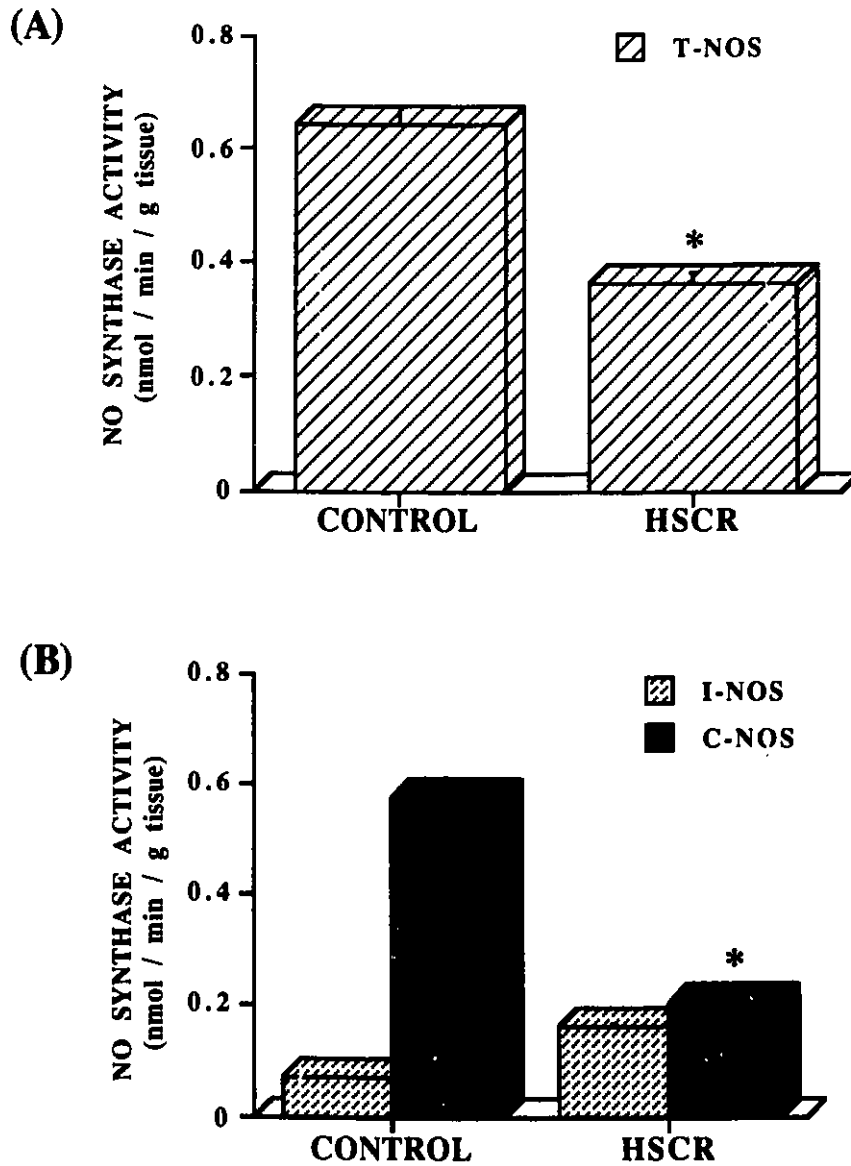 (A)
0.8
0.6
0.4
0.2
0
NO SYNTHASE ACTIVITY
(nmol / min / g tissue)
T-NOS
*
CONTROL
HSCR
(B)
0.8
0.6
0.4
0.2
0
NO SYNTHASE ACTIVITY
(nmol / min / g tissue)
I-NOS
C-NOS
*
CONTROL
HSCR